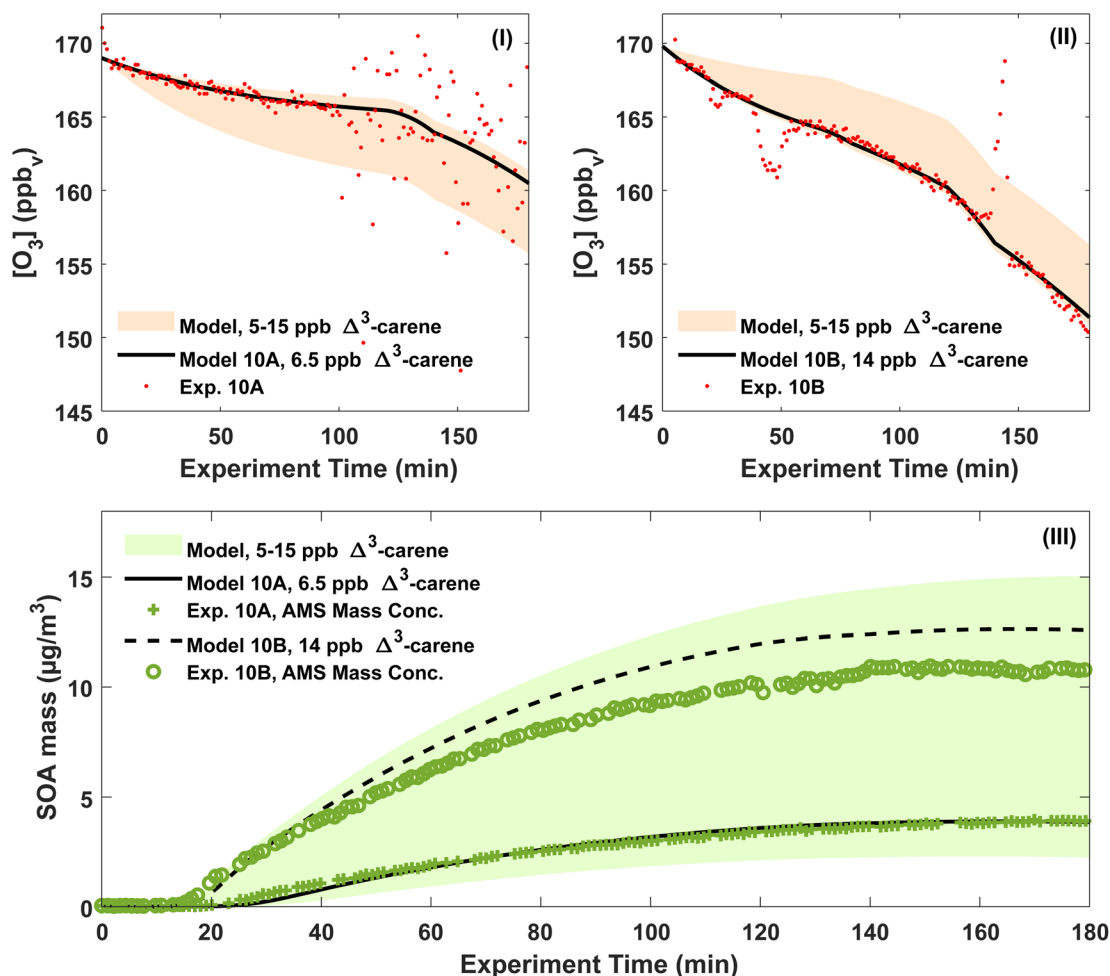 (I)
170
165
160
155
150
145
[O₃] (ppbᵥ)
Model, 5-15 ppb Δ³-carene
Model 10A, 6.5 ppb Δ³-carene
Exp. 10A
0 50 100 150
Experiment Time (min)
(II)
170
165
160
155
150
145
[O₃] (ppbᵥ)
Model, 5-15 ppb Δ³-carene
Model 10B, 14 ppb Δ³-carene
Exp. 10B
0 50 100 150
Experiment Time (min)
(III)
15
10
5
0
SOA mass (µg/m³)
Model, 5-15 ppb Δ³-carene
Model 10A, 6.5 ppb Δ³-carene
Exp. 10A, AMS Mass Conc.
Model 10B, 14 ppb Δ³-carene
Exp. 10B, AMS Mass Conc.
0 20 40 60 80 100 120 140 160 180
Experiment Time (min)